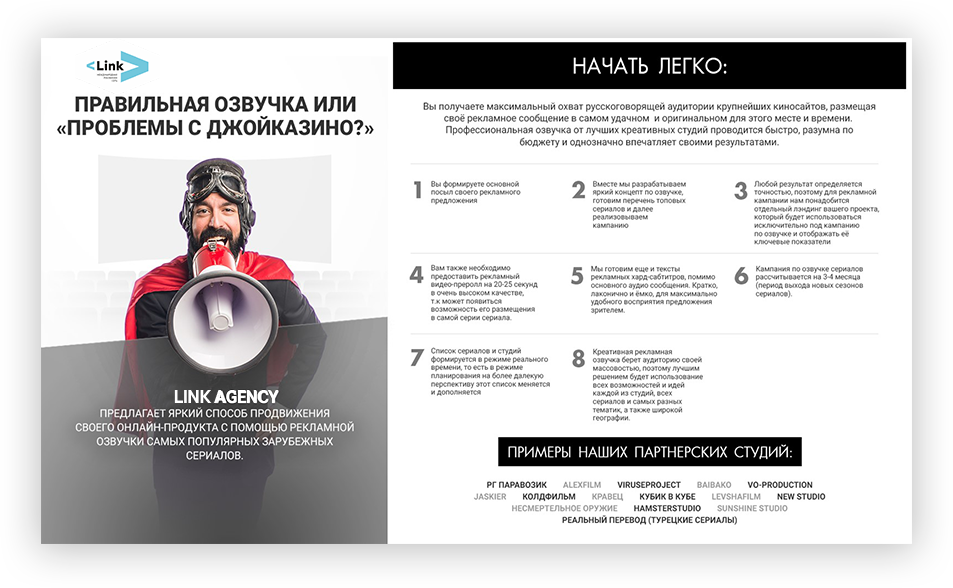 <Link>
ПРАВИЛЬНАЯ ОЗВУЧКА ИЛИ
«ПРОБЛЕМЫ С ДЖОЙКАЗИНО?»
LINK AGENCY
ПРЕДЛАГАЕТ ЯРКИЙ СПОСОБ ПРОДВИЖЕНИЯ
СВОЕГО ОНЛАЙН-ПРОДУКТА С ПОМОЩЬЮ РЕКЛАМНОЙ
ОЗВУЧКИ САМЫХ ПОПУЛЯРНЫХ ЗАРУБЕЖНЫХ
СЕРИАЛОВ.
НАЧАТЬ ЛЕГКО:
Вы получаете максимальный охват русскоговорящей аудитории крупнейших киносайтов, размещая
своё рекламное сообщение в самом удачном и оригинальном для этого месте и времени.
Профессиональная озвучка от лучших креативных студий проводится быстро, разумна по
бюджету и однозначно впечатляет своими результатами.
1
Вы формируете основной
посыл своего рекламного
предложения
2
Вместе мы разрабатываем
яркий концепт по озвучке,
готовим перечень топовых
сериалов и далее
реализовываем
кампанию
3
Любой результат определяется
точностью, поэтому для рекламной
кампании нам понадобится
отдельный лэндинг вашего проекта,
который будет использоваться
исключительно под кампанию
по озвучке и отображать её
ключевые показатели
4
Вам также необходимо
предоставить рекламный
видео-преролл на 20-25 секунд
в очень высоком качестве,
т.к может появиться
возможность его размещения
в самой серии сериала.
5
Мы готовим еще и тексты
рекламных хард-сабтитров, помимо
основного аудио сообщения. Кратко,
лаконично и ёмко, для максимально
удобного восприятия предложения
зрителем.
6
Кампания по озвучке сериалов
рассчитывается на 3-4 месяца
(период выхода новых сезонов
сериалов).
7
Список сериалов и студий
формируется в режиме реального
времени, то есть в режиме
планирования на более далекую
перспективу этот список меняется
и дополняется
8
Креативная рекламная
озвучка берет аудиторию своей
массовостью, поэтому лучшим
решением будет использование
всех возможностей и идей
каждой из студий, всех
сериалов и самых разных
тематик, а также широкой
географии.
ПРИМЕРЫ НАШИХ ПАРТНЕРСКИХ СТУДИЙ:
РГ ПАРАВОЗИК ALEXFILM VIRUSEPROJECT BAIBAKO VO-PRODUCTION
JASKIER КОЛДФИЛЬМ КРАВЕЦ КУБИК В КУБЕ LEVSHAFILM NEW STUDIO
НЕСМЕРТЕЛЬНОЕ ОРУЖИЕ HAMSTERSTUDIO SUNSHINE STUDIO
РЕАЛЬНЫЙ ПЕРЕВОД (ТУРЕЦКИЕ СЕРИАЛЫ)